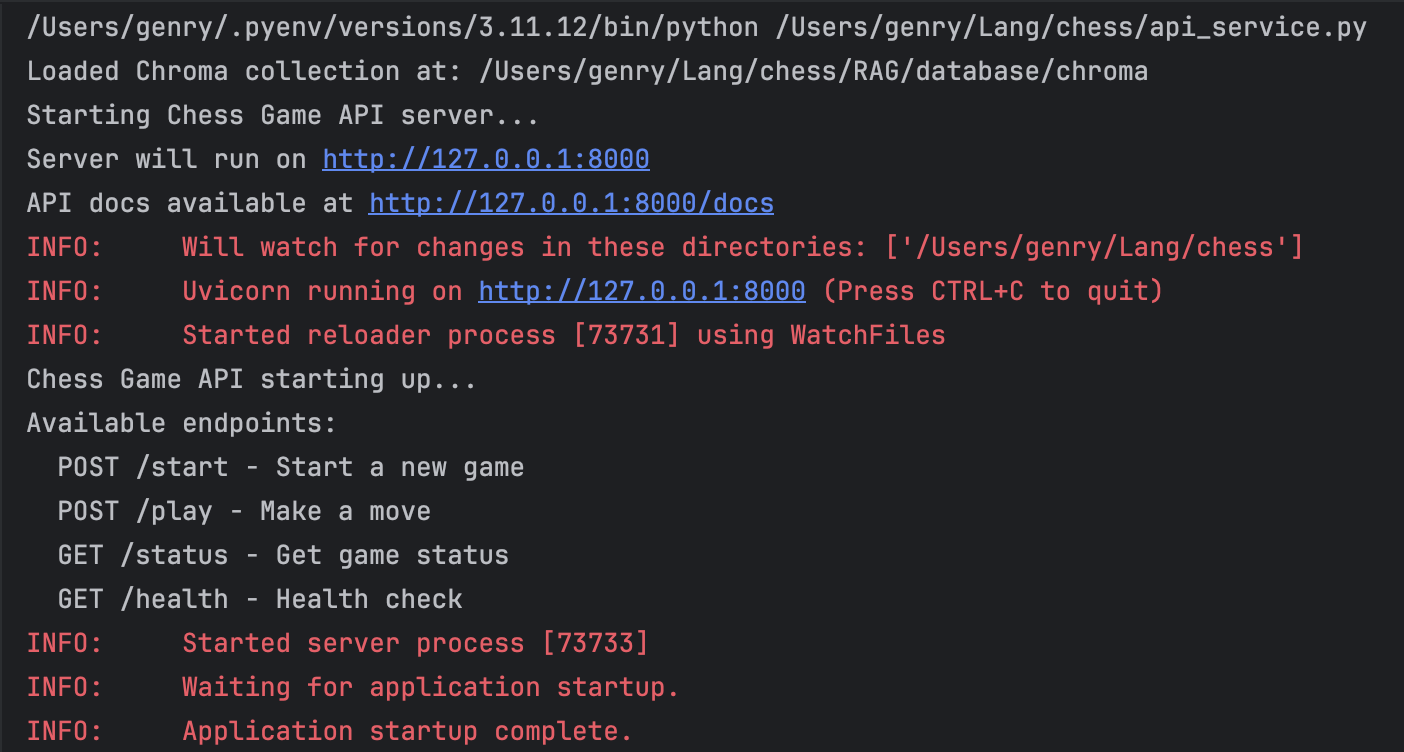 /Users/genry/.pyenv/versions/3.11.12/bin/python /Users/genry/Lang/chess/api_service.py
Loaded Chroma collection at: /Users/genry/Lang/chess/RAG/database/chroma
Starting Chess Game API server...
Server will run on http://127.0.0.1:8000
API docs available at http://127.0.0.1:8000/docs
INFO:     Will watch for changes in these directories: ['/Users/genry/Lang/chess']
INFO:     Uvicorn running on http://127.0.0.1:8000 (Press CTRL+C to quit)
INFO:     Started reloader process [73731] using WatchFiles
Chess Game API starting up...
Available endpoints:
  POST /start - Start a new game
  POST /play - Make a move
  GET /status - Get game status
  GET /health - Health check
INFO:     Started server process [73733]
INFO:     Waiting for application startup.
INFO:     Application startup complete.